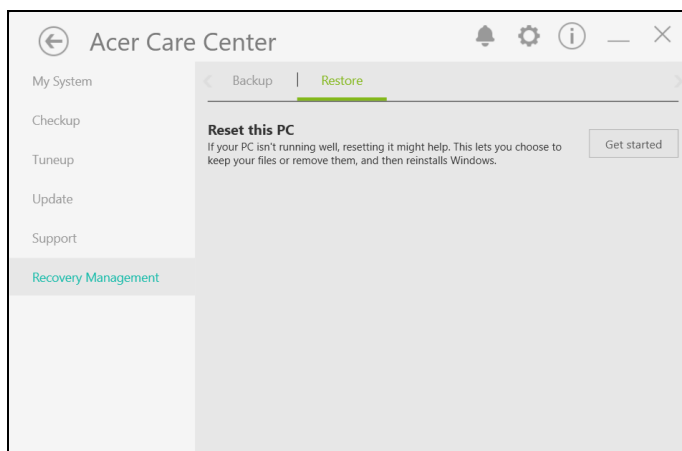 Acer Care Center
My System
Checkup
Tuneup
Update
Support
Recovery Management
Backup | Restore
Reset this PC
If your PC isn't running well, resetting it might help. This lets you choose to
keep your files or remove them, and then reinstalls Windows.
Get started